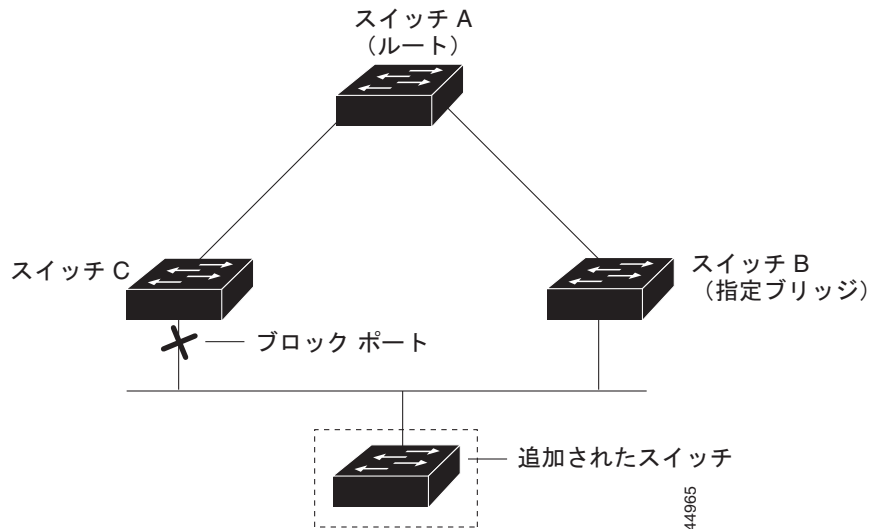 スイッチ A
（ルート）
スイッチ C
スイッチ B
（指定ブリッジ）
ブロック ポート
追加されたスイッチ
44965